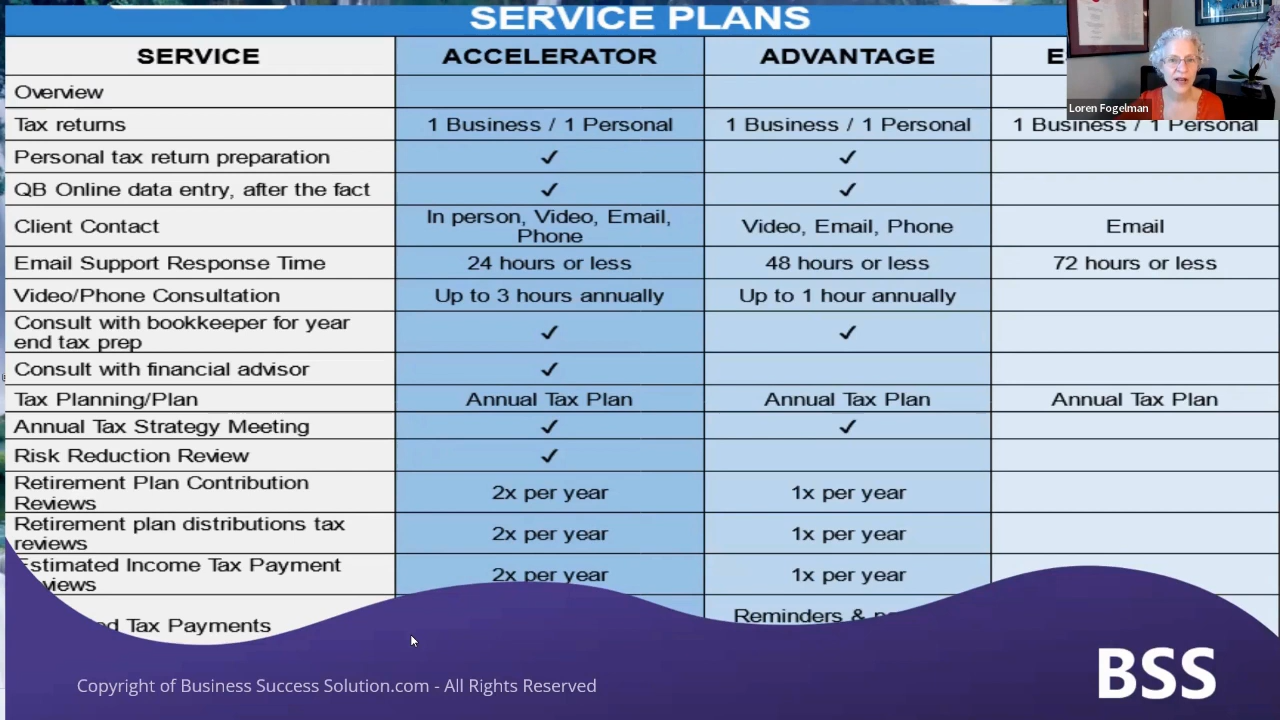 SERVICE PLANS
SERVICE ACCELERATOR ADVANTAGE
Loren Fogelman
Overview
Tax returns 1 Business / 1 Personal 1 Business / 1 Personal 1 Business / 1 Personal
Personal tax return preparation ✓ ✓
QB Online data entry, after the fact ✓ ✓
Client Contact In person, Video, Email, Phone Video, Email, Phone Email
Email Support Response Time 24 hours or less 48 hours or less 72 hours or less
Video/Phone Consultation Up to 3 hours annually Up to 1 hour annually
Consult with bookkeeper for year
end tax prep ✓ ✓
Consult with financial advisor ✓
Tax Planning/Plan Annual Tax Plan Annual Tax Plan Annual Tax Plan
Annual Tax Strategy Meeting ✓ ✓
Risk Reduction Review ✓
Retirement Plan Contribution
Reviews 2x per year 1x per year
Retirement plan distributions tax
reviews 2x per year 1x per year
Estimated Income Tax Payment
2x per year 1x per year
Tax Payments Reminders &
Copyright of Business Success Solution.com - All Rights Reserved
BSS